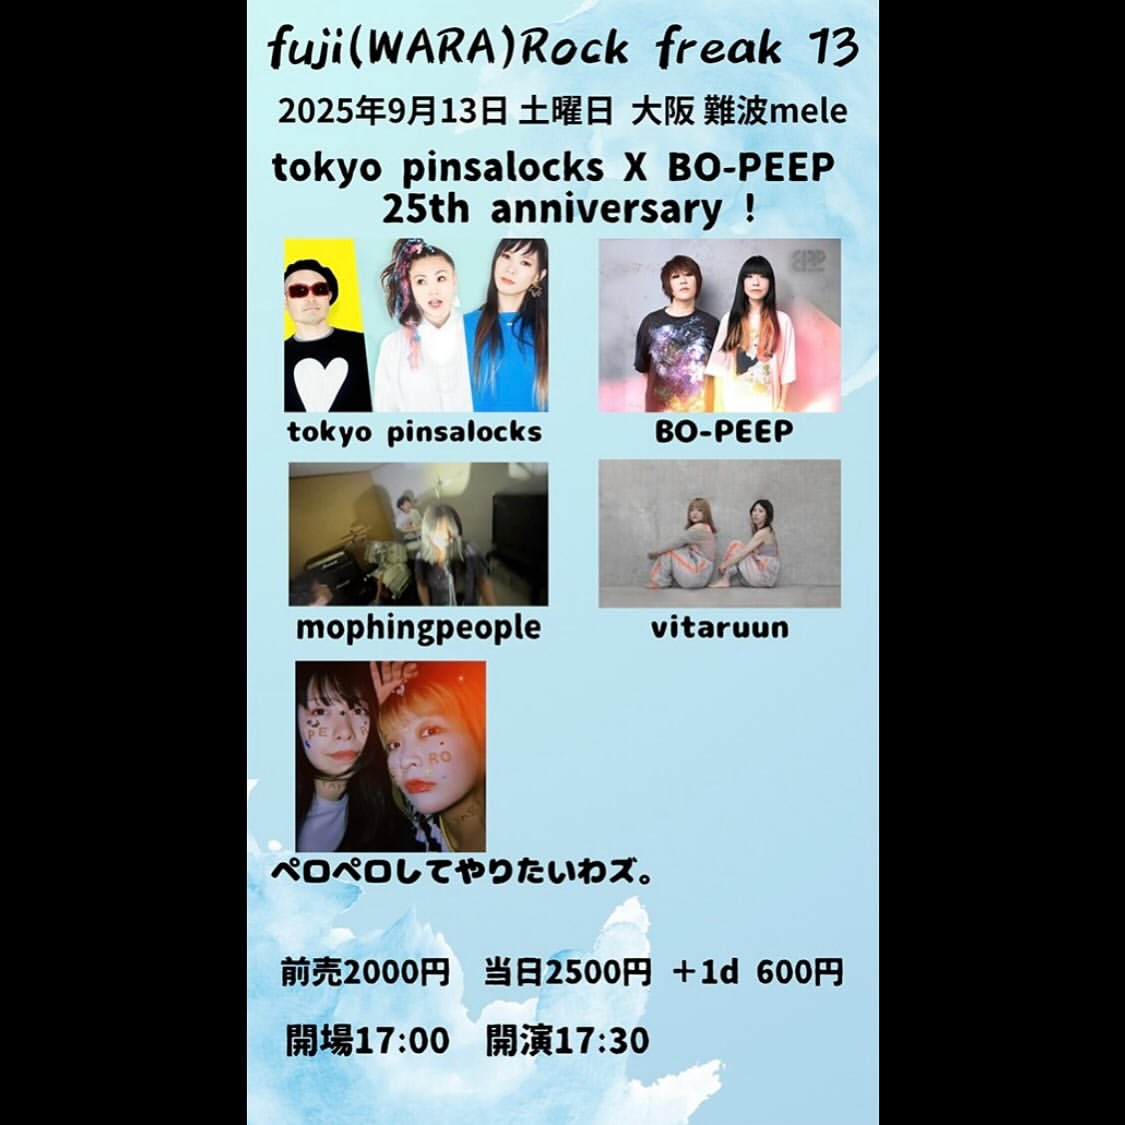 fuji(WARA)Rock freak 13
2025年9月13日 土曜日 大阪 難波mele
tokyo pinsalocks X BO-PEEP
25th anniversary !
tokyo pinsalocks
BO-PEEP
mophingpeople
vitaruun
PE
RO
ペロペロしてやりたいわズ。
前売2000円 当日2500円 +1d 600円
開場17:00 開演17:30